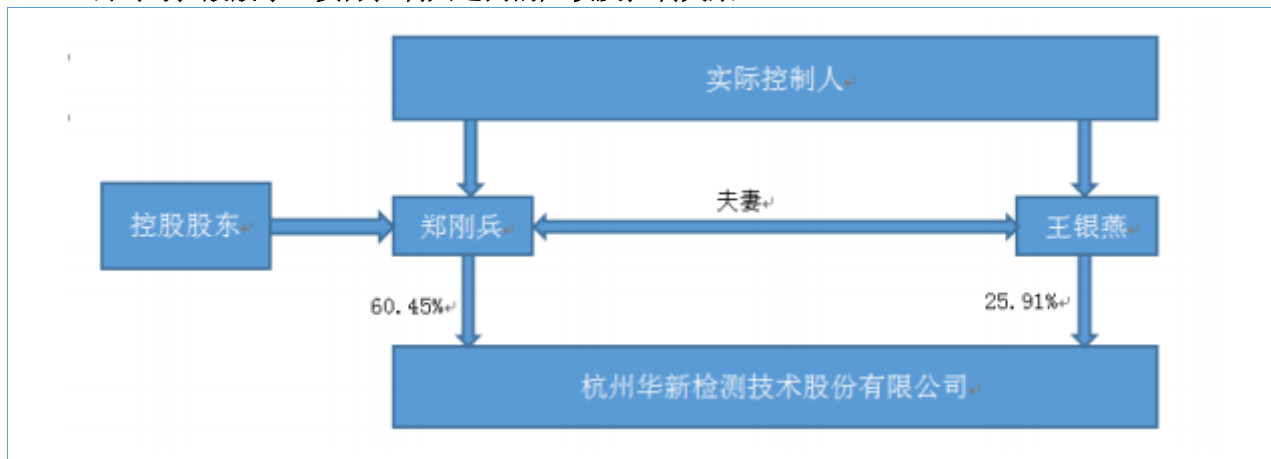 实际控制人
夫妻
控股股东
郑刚兵
王银燕
60.45%
25.91%
杭州华新检测技术股份有限公司